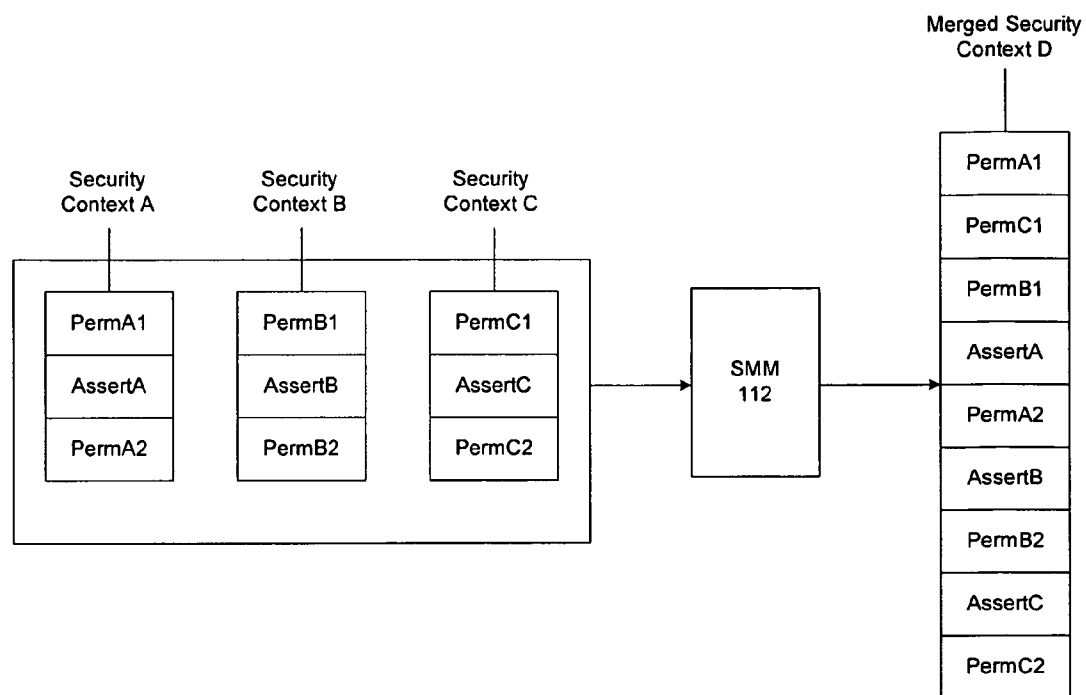 Merged Security
Context D
Security
Context A
Security
Context B
Security
Context C
PermA1
AssertA
PermA2
PermB1
AssertB
PermB2
PermC1
AssertC
PermC2
SMM
112
PermA1
PermC1
PermB1
AssertA
PermA2
AssertB
PermB2
AssertC
PermC2